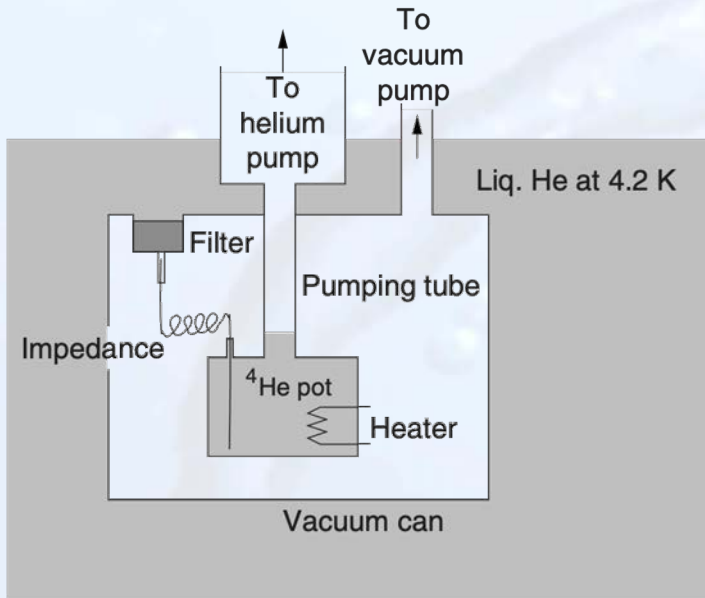 To
helium
pump
To
vacuum
pump
Liq. He at 4.2 K
Filter
Pumping tube
Impedance
⁴He pot
Heater
Vacuum can